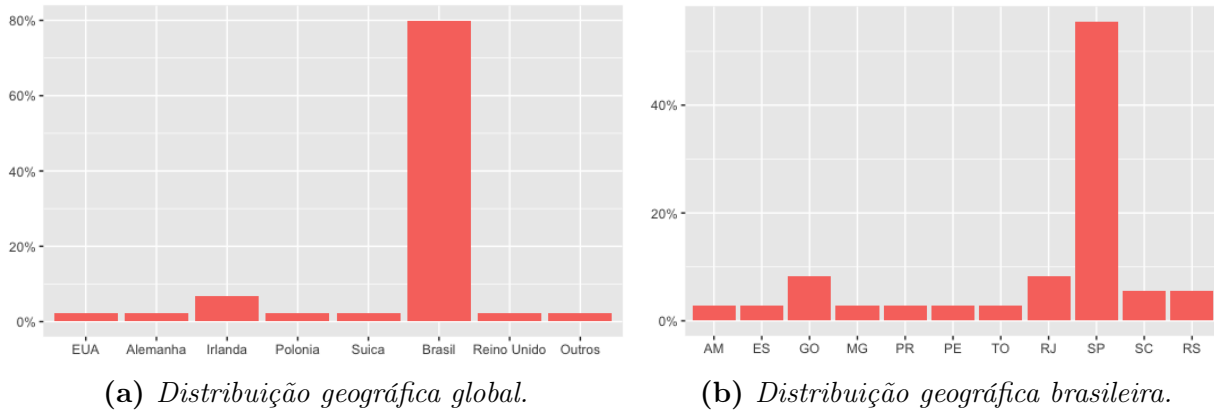 80%
60%
40%
20%
0%
EUA Alemanha Irlanda Polonia Suica Brasil Reino Unido Outros
(a) Distribuição geográfica global.
40%
20%
0%
AM ES GO MG PR PE TO RJ SP SC RS
(b) Distribuição geográfica brasileira.